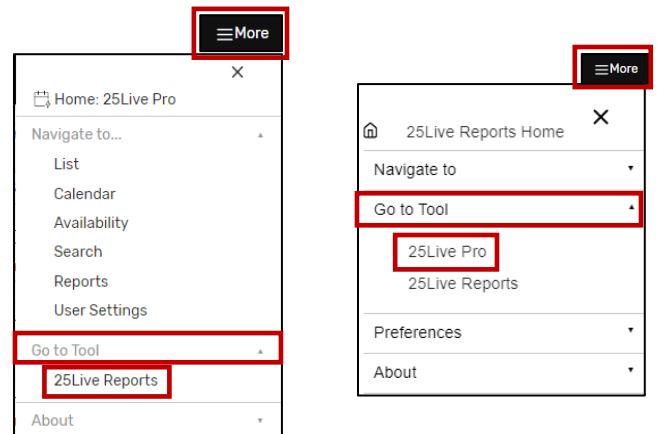 More
Home: 25Live Pro
Navigate to...
List
Calendar
Availability
Search
Reports
User Settings
Go to Tool
25Live Reports
About
More
25Live Reports Home
Navigate to
Go to Tool
25Live Pro
25Live Reports
Preferences
About